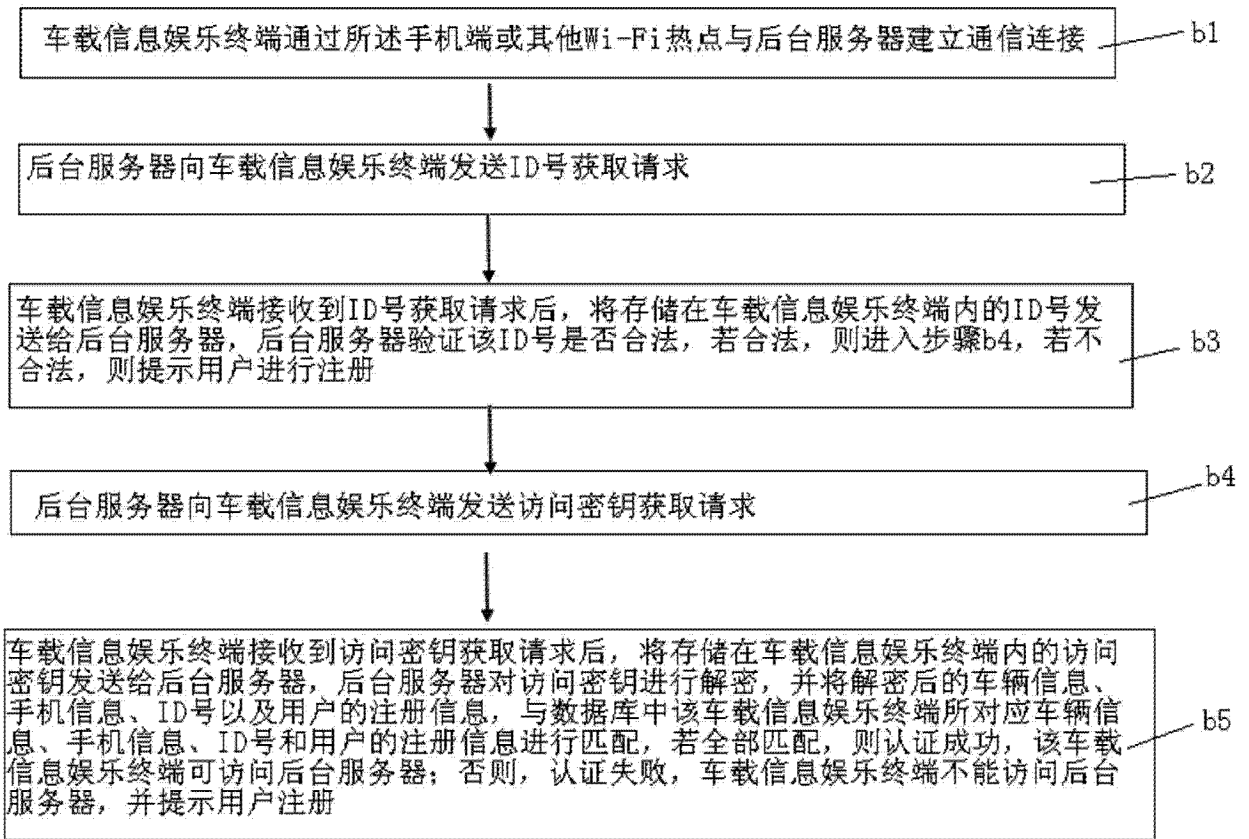 车载信息娱乐终端通过所述手机端或其他Wi-Fi热点与后台服务器建立通信连接
b1
后台服务器向车载信息娱乐终端发送ID号获取请求
b2
车载信息娱乐终端接收到ID号获取请求后，将存储在车载信息娱乐终端内的ID号发
送给后台服务器，后台服务器验证该ID号是否合法，若合法，则进入步骤b4，若不
合法，则提示用户进行注册
b3
后台服务器向车载信息娱乐终端发送访问密钥获取请求
b4
车载信息娱乐终端接收到访问密钥获取请求后，将存储在车载信息娱乐终端内的访问
密钥发送给后台服务器，后台服务器对访问密钥进行解密，并将解密后的车辆信息、
手机信息、ID号以及用户的注册信息，与数据库中该车载信息娱乐终端所对应车辆信
息、手机信息、ID号和用户的注册信息进行匹配，若全部匹配，则认证成功，该车载
信息娱乐终端可访问后台服务器；否则，认证失败，车载信息娱乐终端不能访问后台
服务器，并提示用户注册
b5